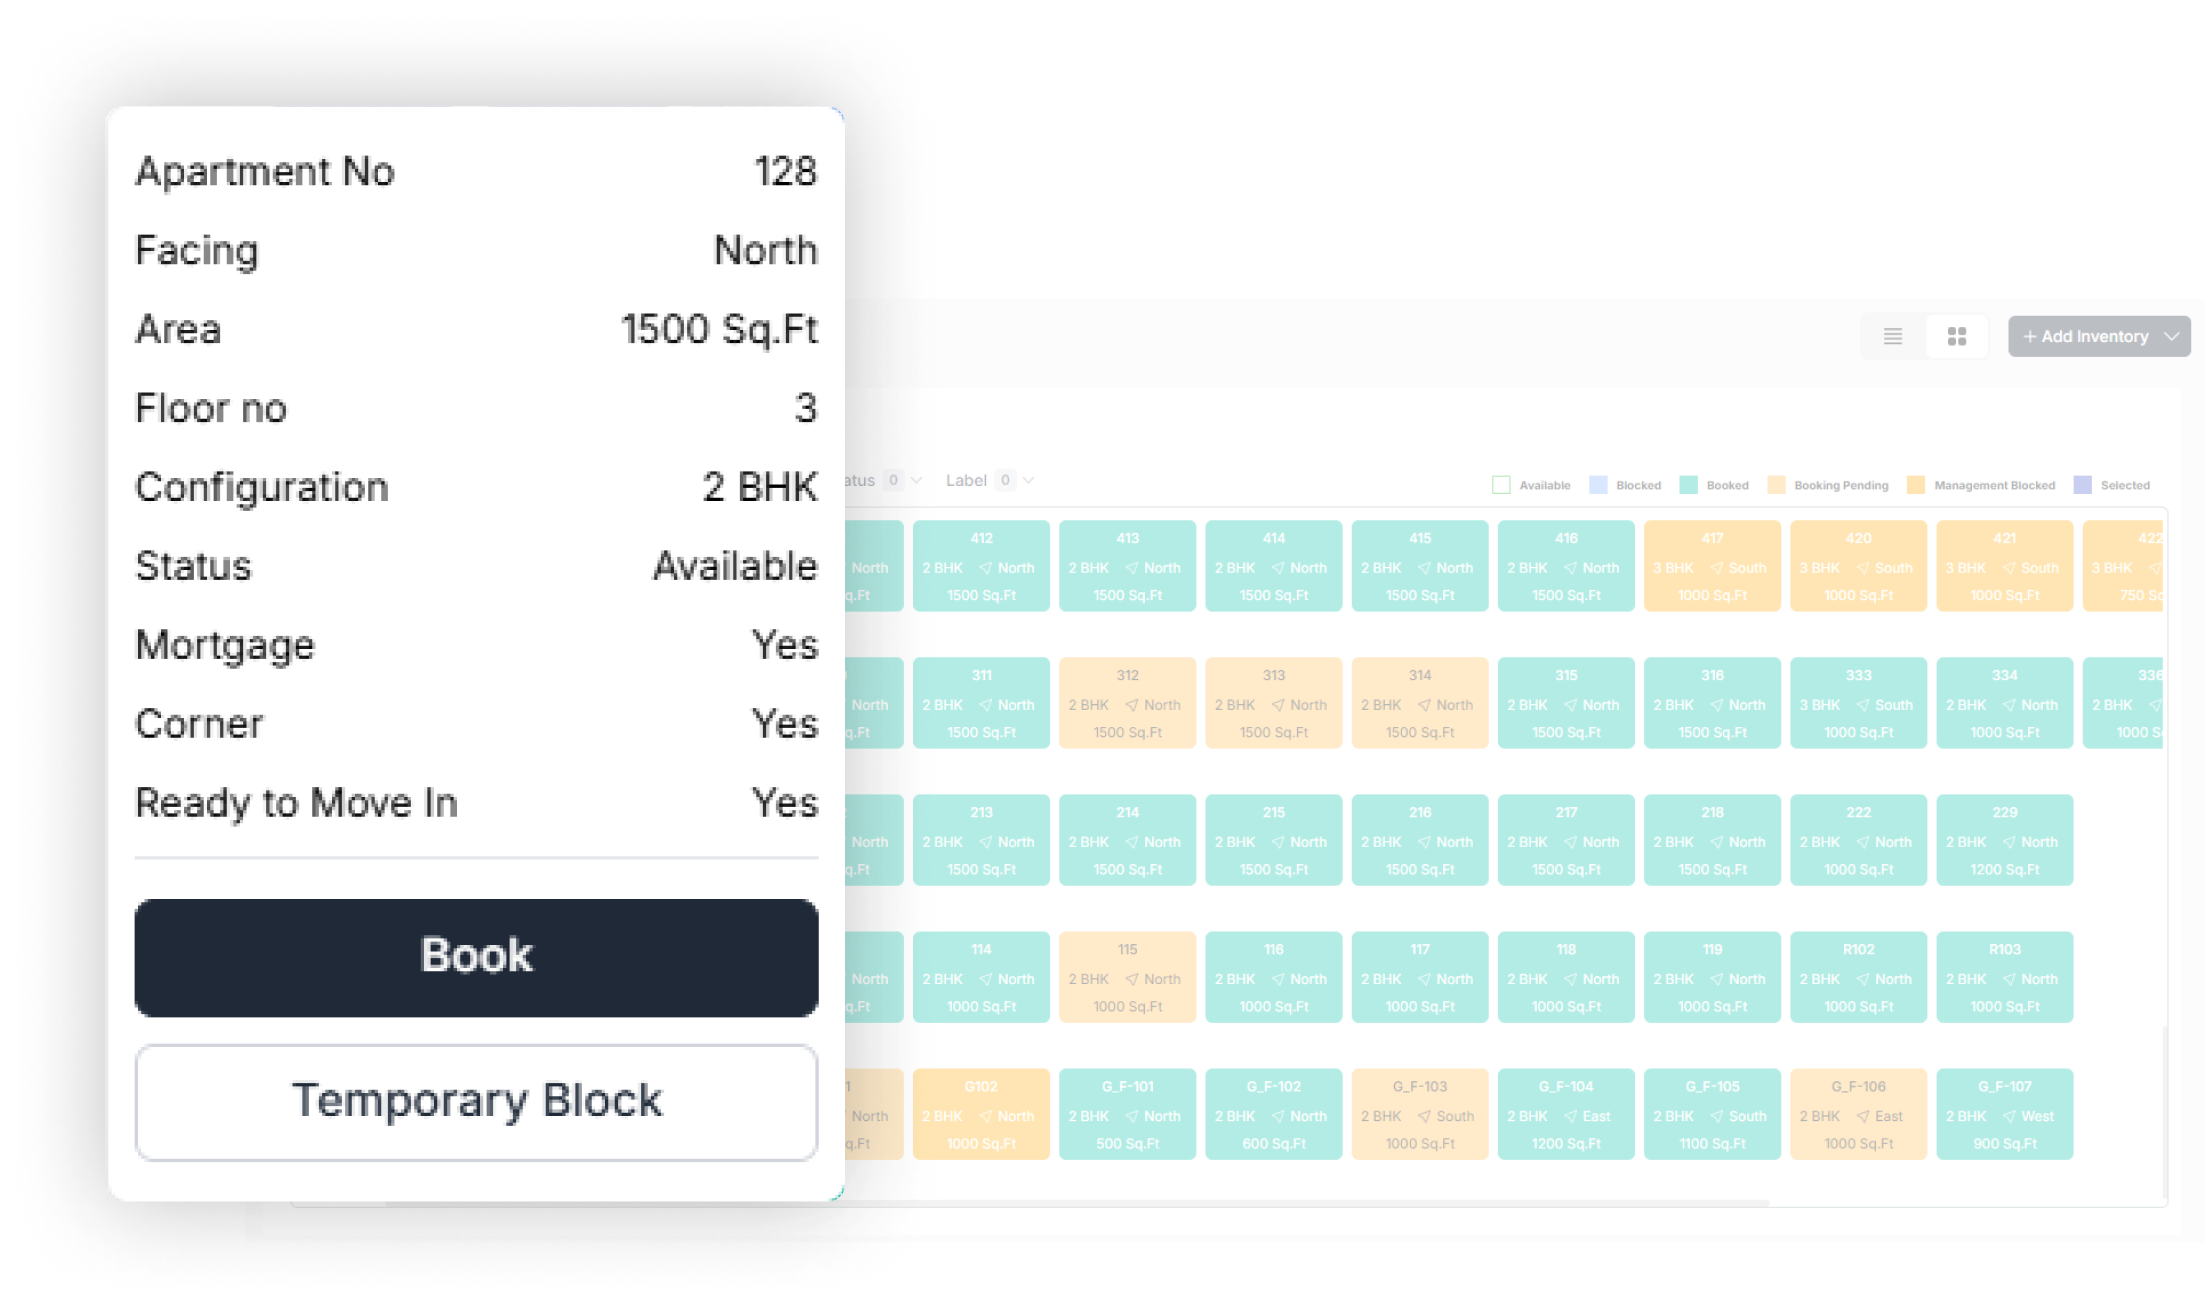 Apartment No 128
Facing North
Area 1500 Sq.Ft
Floor no 3
Configuration 2 BHK
Status Available
Mortgage Yes
Corner Yes
Ready to Move In Yes
Book
Temporary Block
+ Add Inventory
atus 0 Label 0
Available Blocked Booked Booking Pending Management Blocked Selected
412 413 414 415 416 417 420 421 422
North 2 BHK North 2 BHK North 2 BHK North 2 BHK North 2 BHK North 3 BHK South 3 BHK South 3 BHK South 3 BHK
q.Ft 1500 Sq.Ft 1500 Sq.Ft 1500 Sq.Ft 1500 Sq.Ft 1500 Sq.Ft 1000 Sq.Ft 1000 Sq.Ft 1000 Sq.Ft 750 Sq
311 312 313 314 315 316 333 334 336
North 2 BHK North 2 BHK North 2 BHK North 2 BHK North 2 BHK North 2 BHK North 3 BHK South 2 BHK North 2 BHK
q.Ft 1500 Sq.Ft 1500 Sq.Ft 1500 Sq.Ft 1500 Sq.Ft 1500 Sq.Ft 1500 Sq.Ft 1000 Sq.Ft 1000 Sq.Ft 1000 S
213 214 215 216 217 218 222 229
North 2 BHK North 2 BHK North 2 BHK North 2 BHK North 2 BHK North 2 BHK North 2 BHK North 2 BHK North
q.Ft 1500 Sq.Ft 1500 Sq.Ft 1500 Sq.Ft 1500 Sq.Ft 1500 Sq.Ft 1500 Sq.Ft 1000 Sq.Ft 1200 Sq.Ft
114 115 116 117 118 119 R102 R103
North 2 BHK North 2 BHK North 2 BHK North 2 BHK North 2 BHK North 2 BHK North 2 BHK North 2 BHK North
q.Ft 1000 Sq.Ft 1000 Sq.Ft 1000 Sq.Ft 1000 Sq.Ft 1000 Sq.Ft 1000 Sq.Ft 1000 Sq.Ft 1000 Sq.Ft
1 G102 G_F-101 G_F-102 G_F-103 G_F-104 G_F-105 G_F-106 G_F-107
North 2 BHK North 2 BHK North 2 BHK North 2 BHK South 2 BHK East 2 BHK South 2 BHK East 2 BHK West
q.Ft 1000 Sq.Ft 500 Sq.Ft 600 Sq.Ft 1000 Sq.Ft 1200 Sq.Ft 1100 Sq.Ft 1000 Sq.Ft 900 Sq.Ft